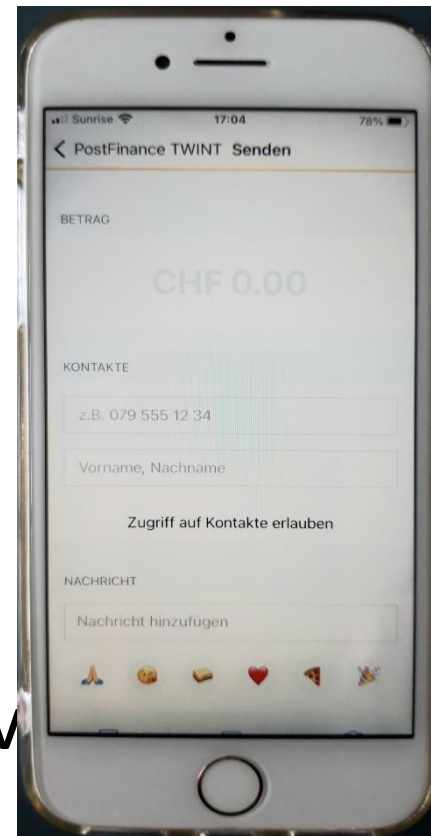 Sunrise 17:04 78%
PostFinance TWINT Senden
BETRAG
CHF 0.00
KONTAKTE
z.B. 079 555 12 34
Vorname, Nachname
Zugriff auf Kontakte erlauben
NACHRICHT
Nachricht hinzufügen